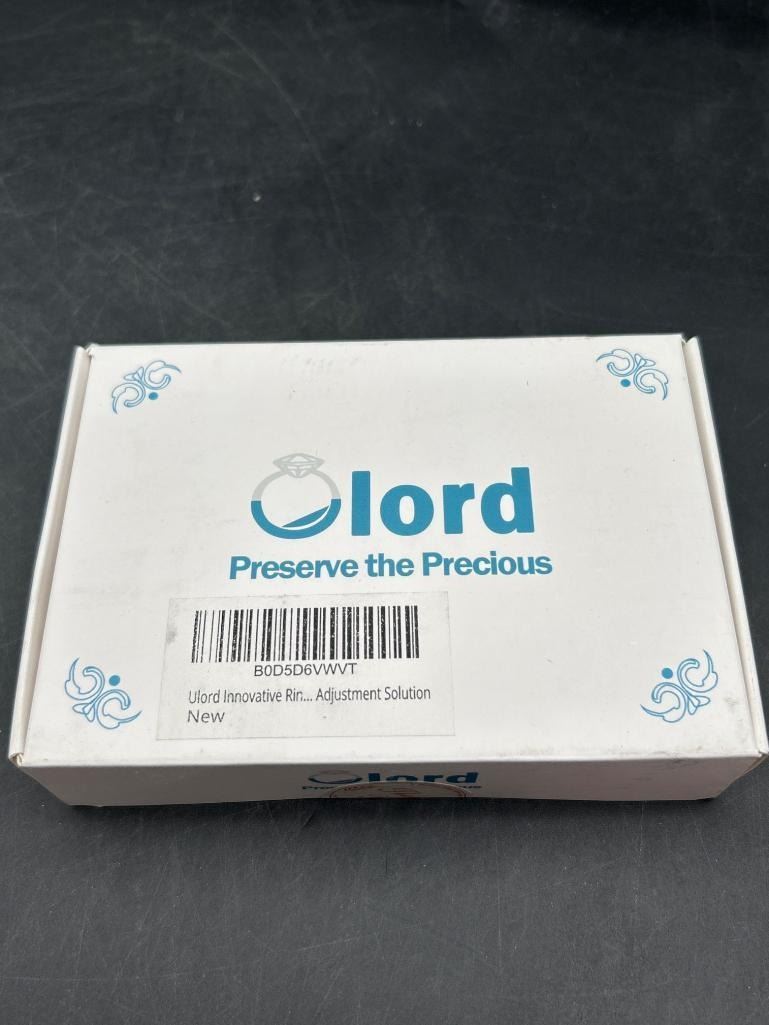 Ulord
Preserve the Precious
B0D5D6VWVT
Ulord Innovative Rin... Adjustment Solution
New
Ulord